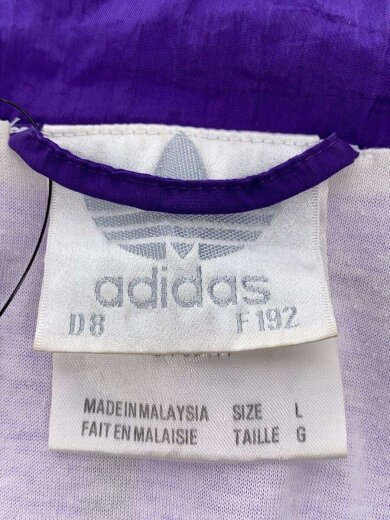 adidas
D8 F192
MADE IN MALAYSIA SIZE L
FAIT EN MALAISIE TAILLE G